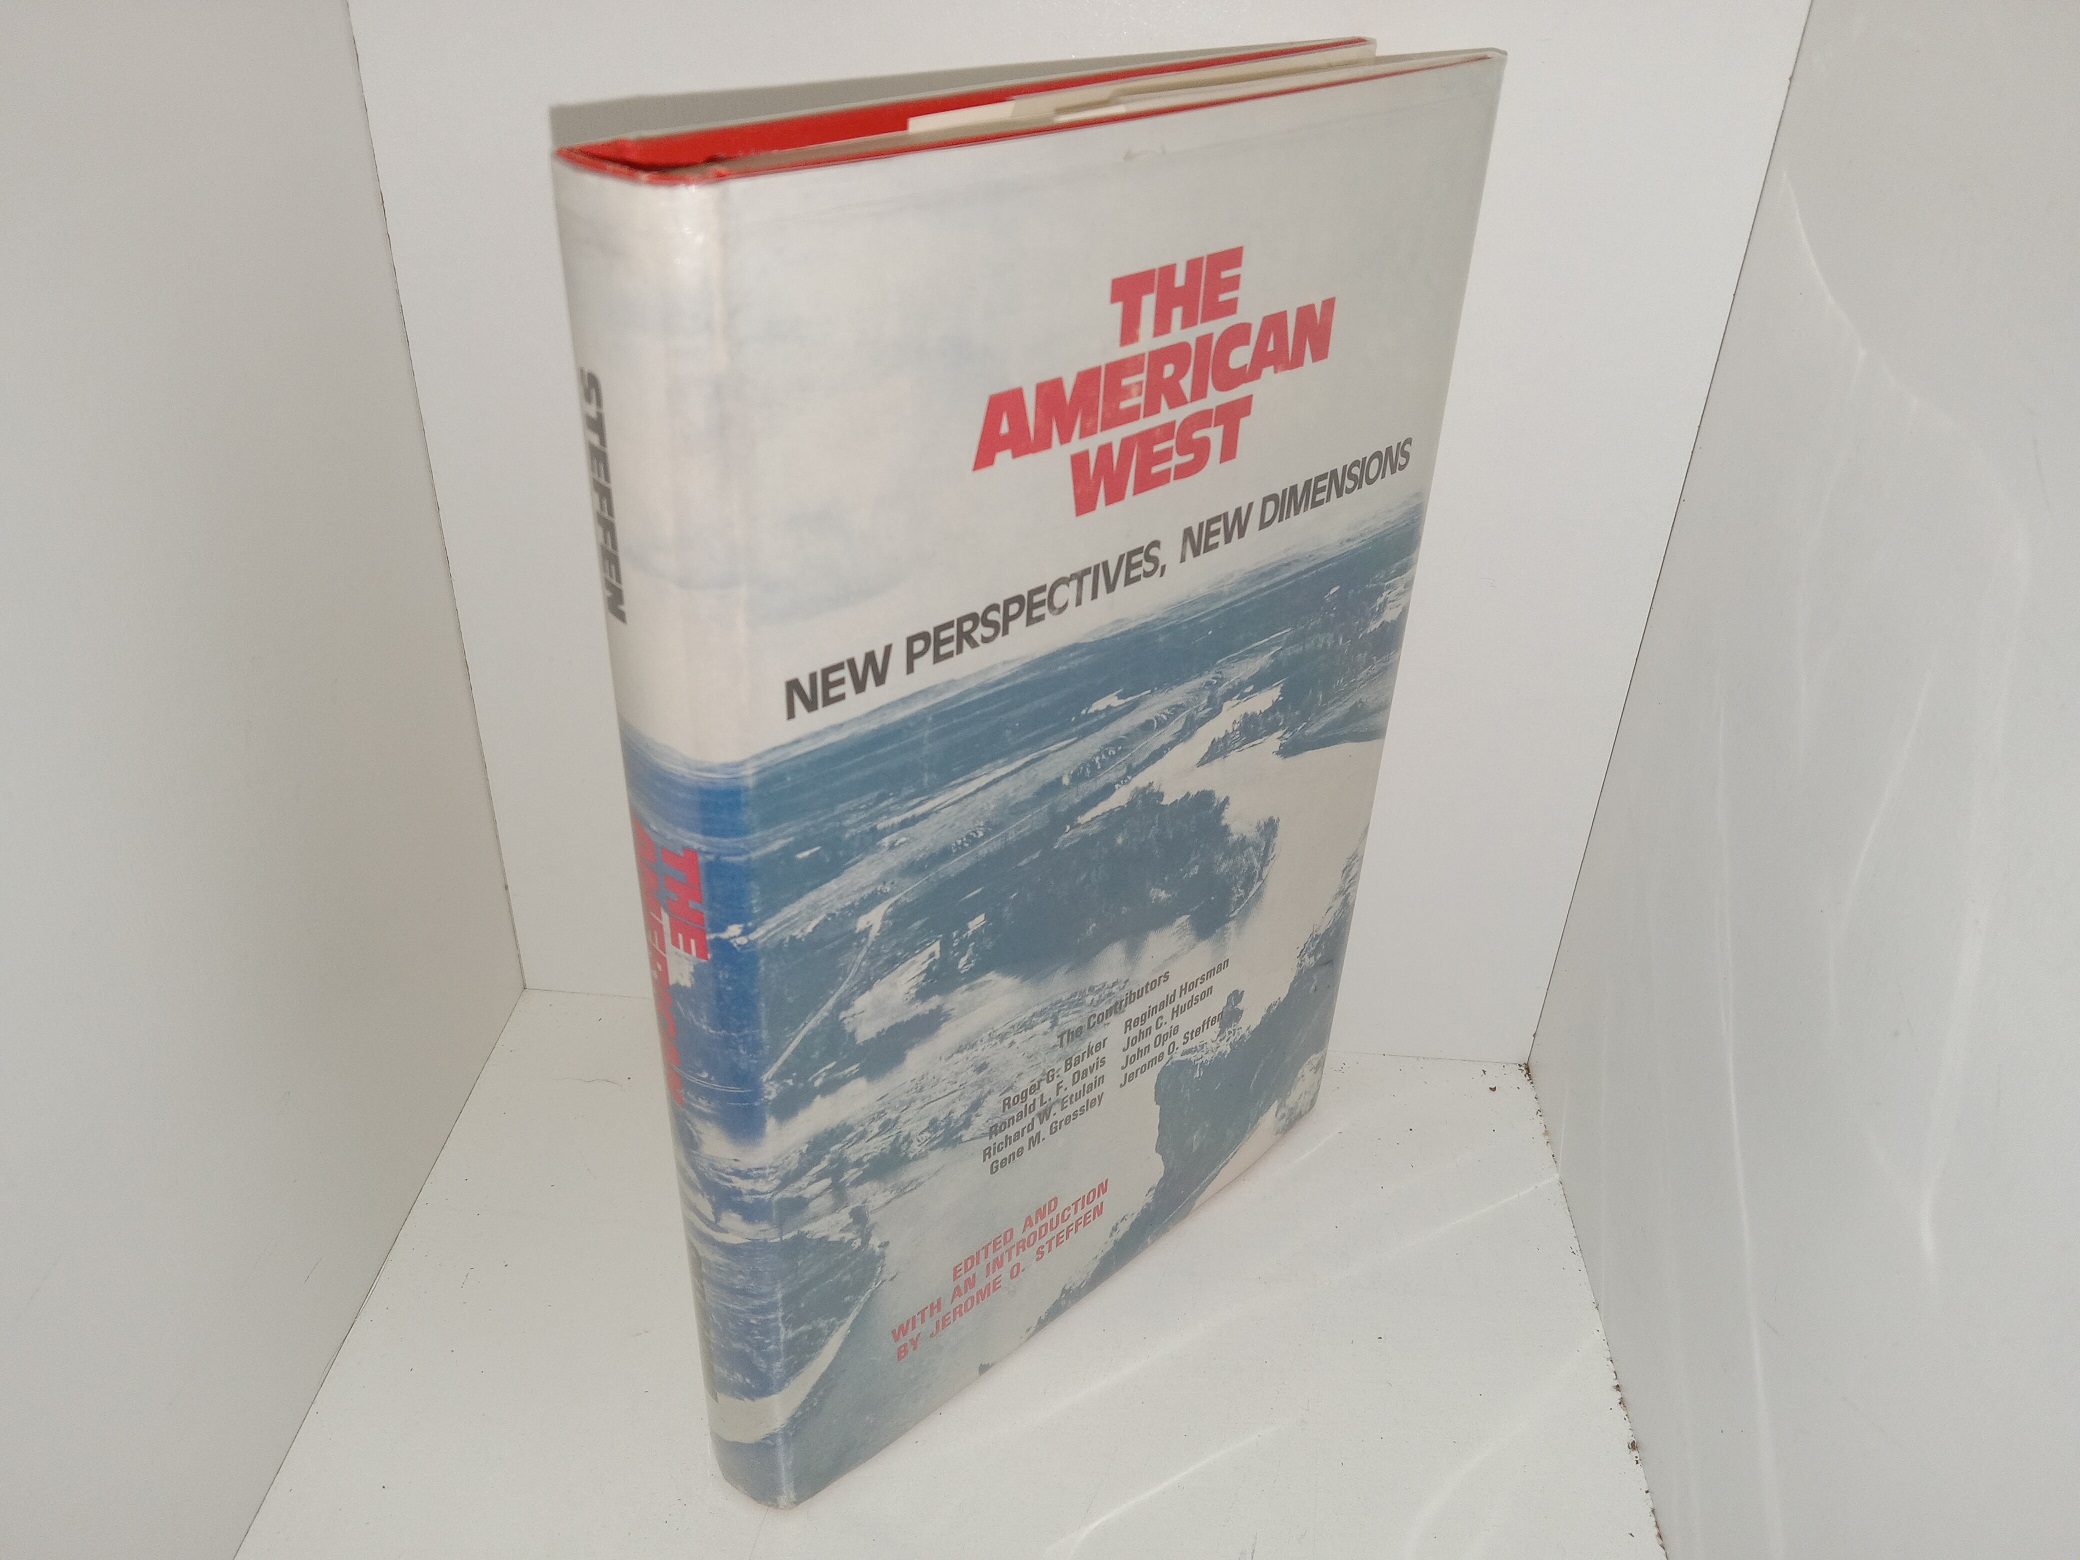 STEFFEN
THE
AMERICAN
THE
AMERICAN
WEST
NEW PERSPECTIVES, NEW DIMENSIONS
The Contributors
Roger G. Barker
Ronald L. F. Davis
Richard W. Etulain
Gene M. Gressley
Reginald Horsman
John C. Hudson
John Opie
Jerome O. Steffen
EDITED AND
WITH AN INTRODUCTION
BY JEROME O. STEFFEN